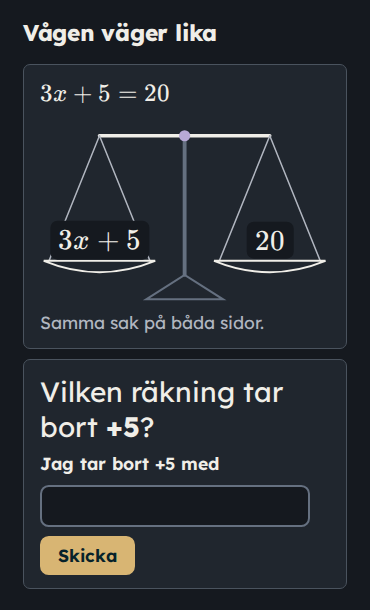 Vågen väger lika
3x + 5 = 20
3x + 5
20
Samma sak på båda sidor.
Vilken räkning tar
bort +5?
Jag tar bort +5 med
Skicka